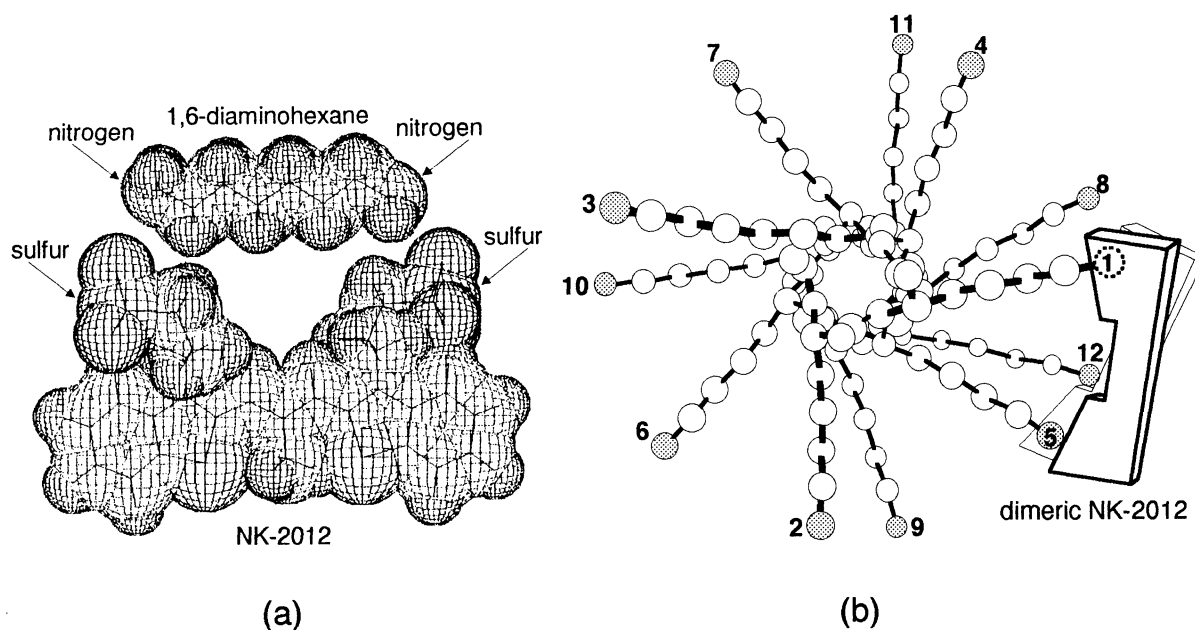 1,6-diaminohexane
nitrogen
nitrogen
sulfur
sulfur
NK-2012
(a)
11
7
4
3
8
1
10
12
5
6
2
9
dimeric NK-2012
(b)